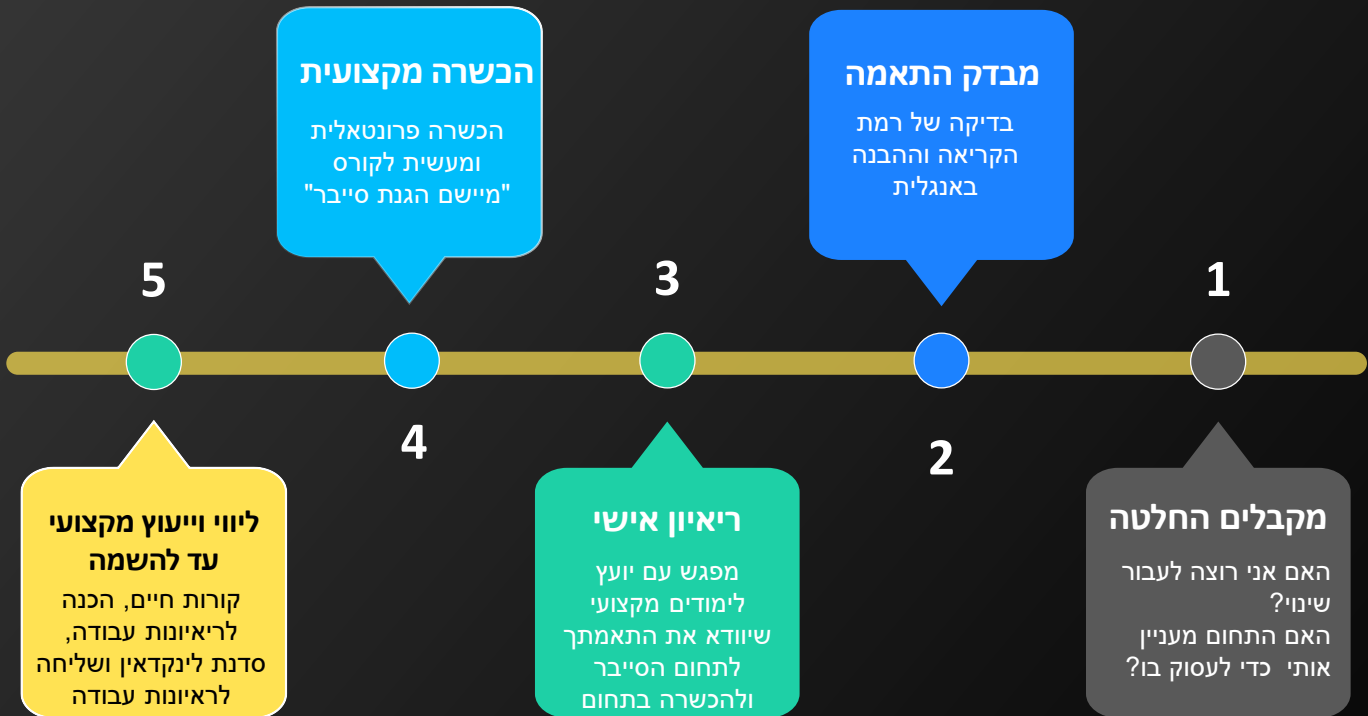 1
מקבלים החלטה
האם אני רוצה לעבור
שינוי?
האם התחום מעניין
אותי כדי לעסוק בו?
מבדק התאמה
בדיקה של רמת
הקריאה וההבנה
באנגלית
2
3
ריאיון אישי
מפגש עם יועץ
לימודים מקצועי
שיוודא את התאמתך
לתחום הסייבר
ולהכשרה בתחום
הכשרה מקצועית
הכשרה פרונטאלית
ומעשית לקורס
"מיישם הגנת סייבר"
4
5
ליווי וייעוץ מקצועי
עד להשמה
קורות חיים, הכנה
לריאיונות עבודה,
סדנת לינקדאין ושליחה
לראיונות עבודה